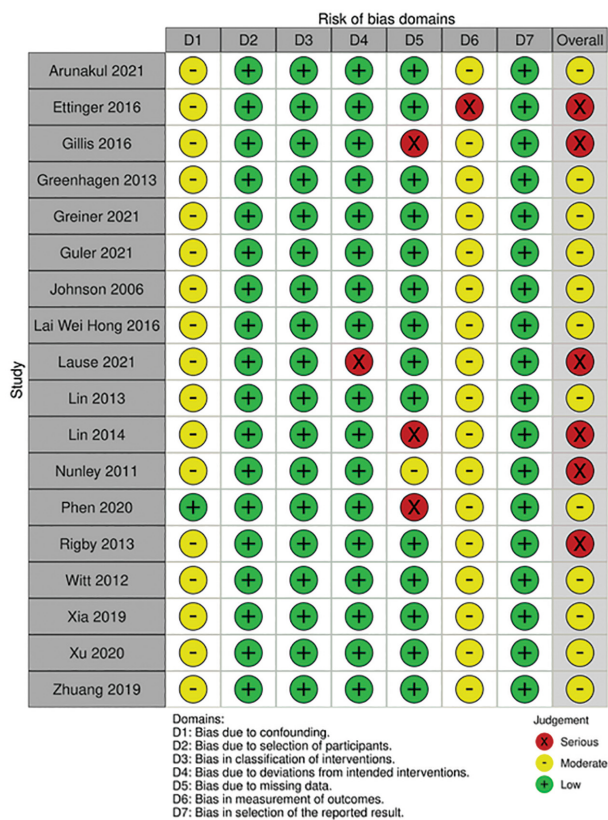 Risk of bias domains
D1 D2 D3 D4 D5 D6 D7 Overall
Study
Arunakul 2021 - + + + + - + -
Ettinger 2016 - + + + + X + X
Gillis 2016 - + + + X - + X
Greenhagen 2013 - + + + + - + -
Greiner 2021 - + + + + - + -
Guler 2021 - + + + + - + -
Johnson 2006 - + + + + - + -
Lai Wei Hong 2016 - + + + + - + -
Lause 2021 - + + X + - + X
Lin 2013 - + + + + - + -
Lin 2014 - + + + X - + X
Nunley 2011 - + + + - - + X
Phen 2020 + + + + X - + -
Rigby 2013 - + + + + - + X
Witt 2012 - + + + + - + -
Xia 2019 - + + + + - + -
Xu 2020 - + + + + - + -
Zhuang 2019 - + + + + - + -
Domains:
D1: Bias due to confounding.
D2: Bias due to selection of participants.
D3: Bias in classification of interventions.
D4: Bias due to deviations from intended interventions.
D5: Bias due to missing data.
D6: Bias in measurement of outcomes.
D7: Bias in selection of the reported result.
Judgement
X Serious
- Moderate
+ Low